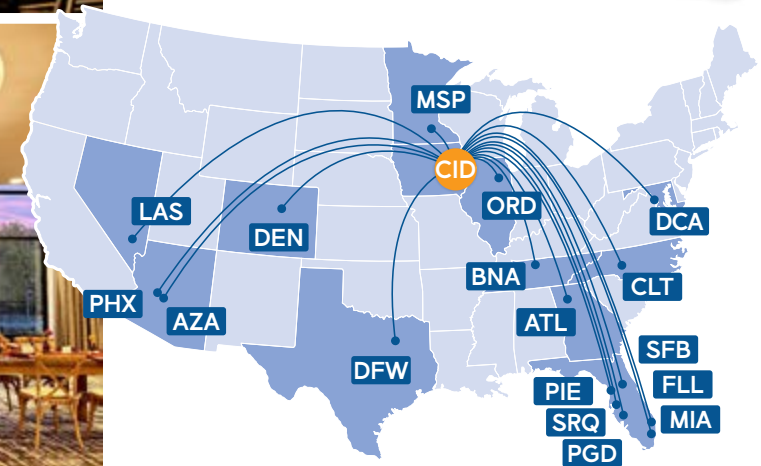 MSP
CID
LAS
ORD
DCA
DEN
BNA
CLT
PHX
AZA
ATL
SFB
DFW
PIE
FLL
SRQ
MIA
PGD